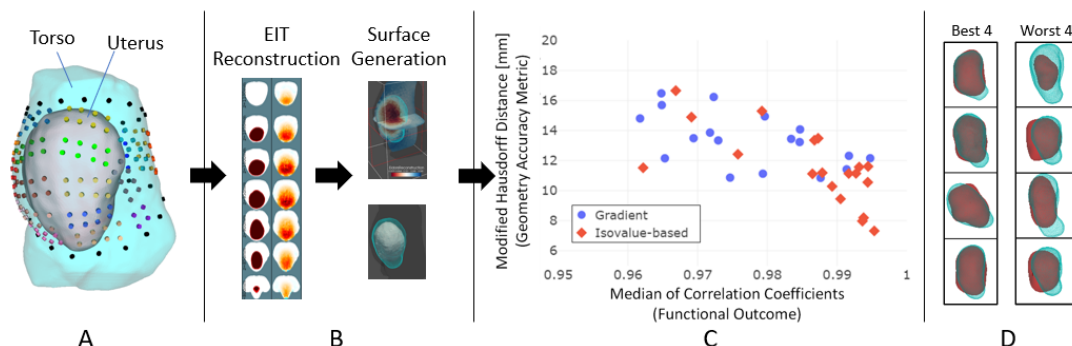 Torso
Uterus
A
EIT
Reconstruction
Surface
Generation
B
Modified Hausdorff Distance [mm]
(Geometry Accuracy Metric)
20
18
16
14
12
10
8
6
Gradient
Isovalue-based
0.95
0.96
0.97
0.98
0.99
1
Median of Correlation Coefficients
(Functional Outcome)
C
Best 4
Worst 4
D